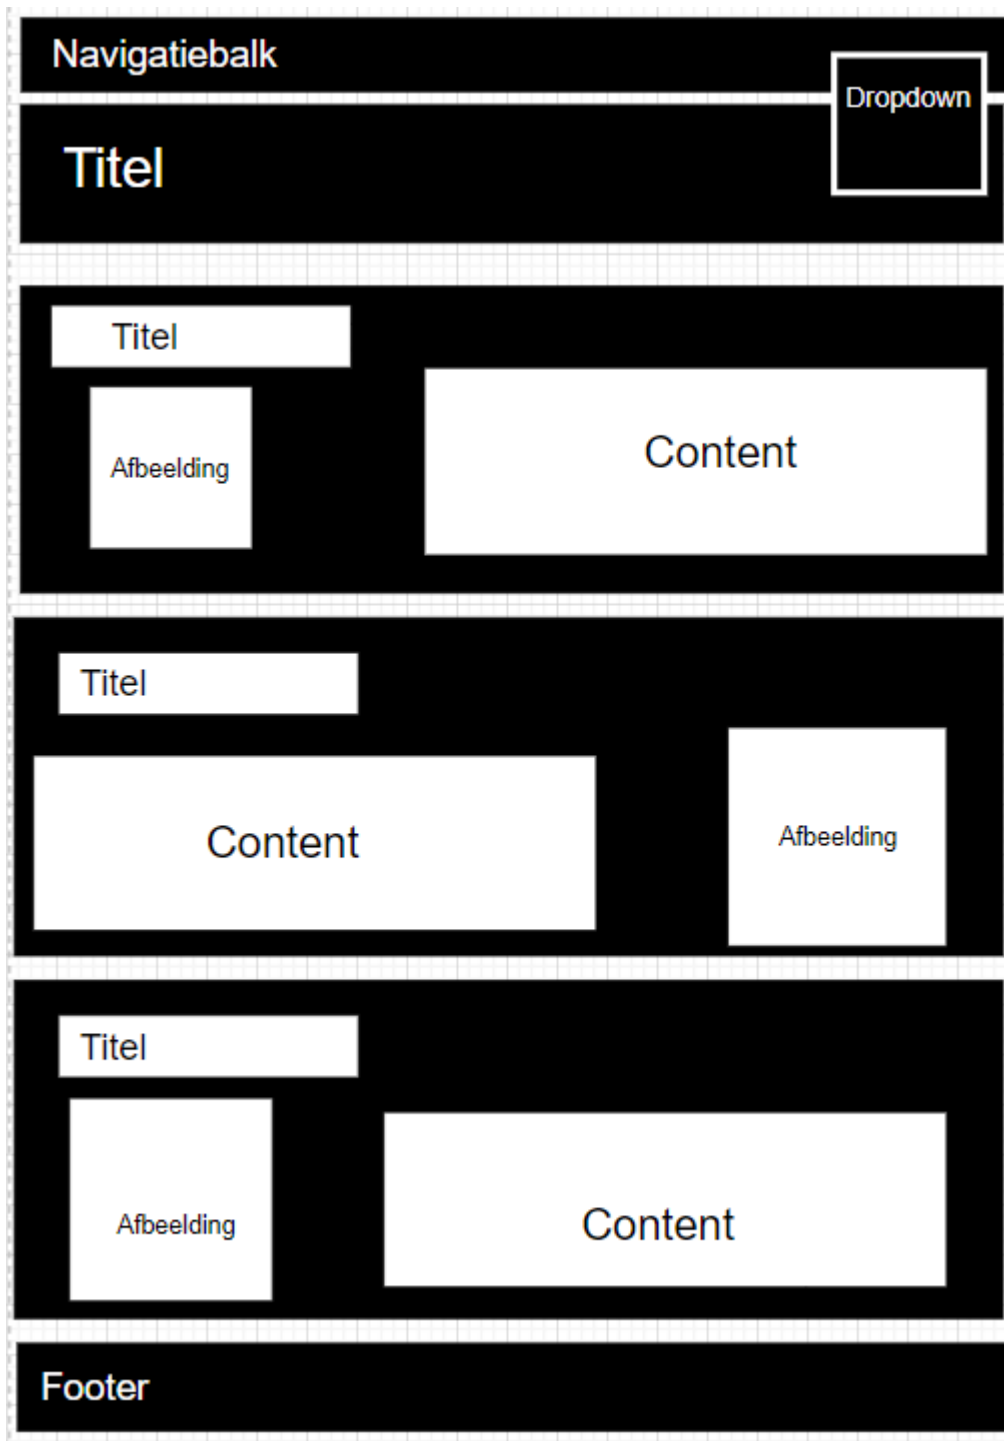 Navigatiebalk
Dropdown
Titel
Titel
Afbeelding
Content
Titel
Content
Afbeelding
Titel
Afbeelding
Content
Footer